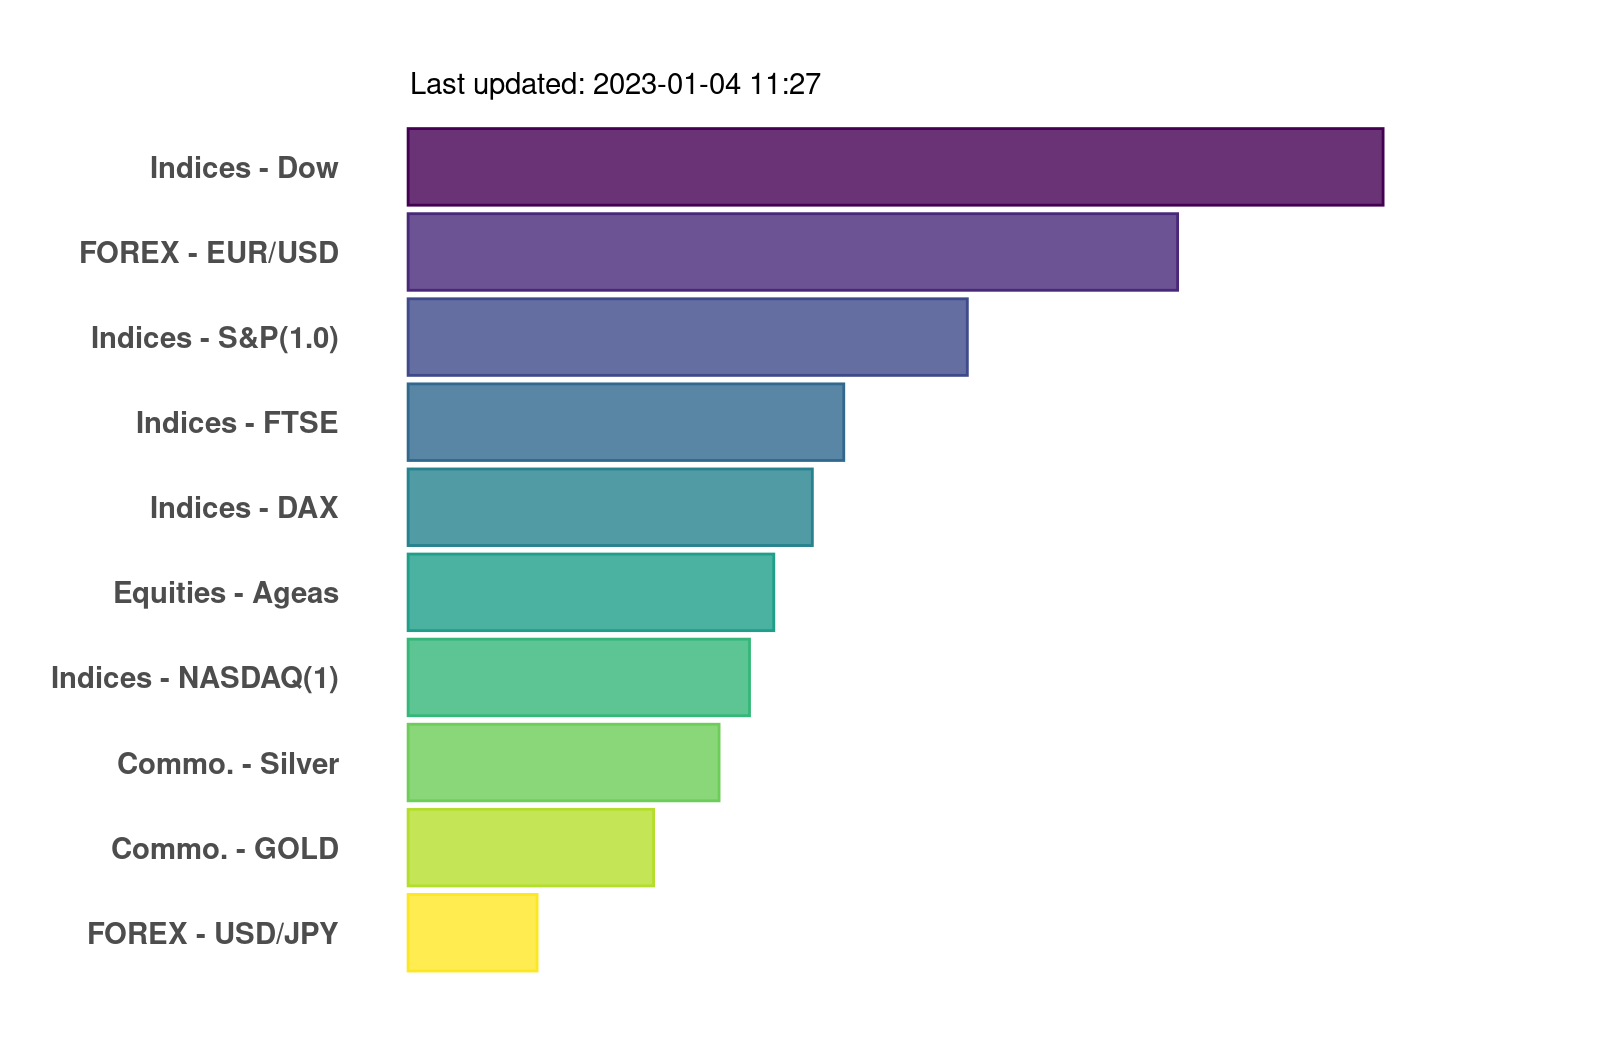 Last updated: 2023-01-04 11:27
Indices - Dow
FOREX - EUR/USD
Indices - S&P(1.0)
Indices - FTSE
Indices - DAX
Equities - Ageas
Indices - NASDAQ(1)
Commo. - Silver
Commo. - GOLD
FOREX - USD/JPY